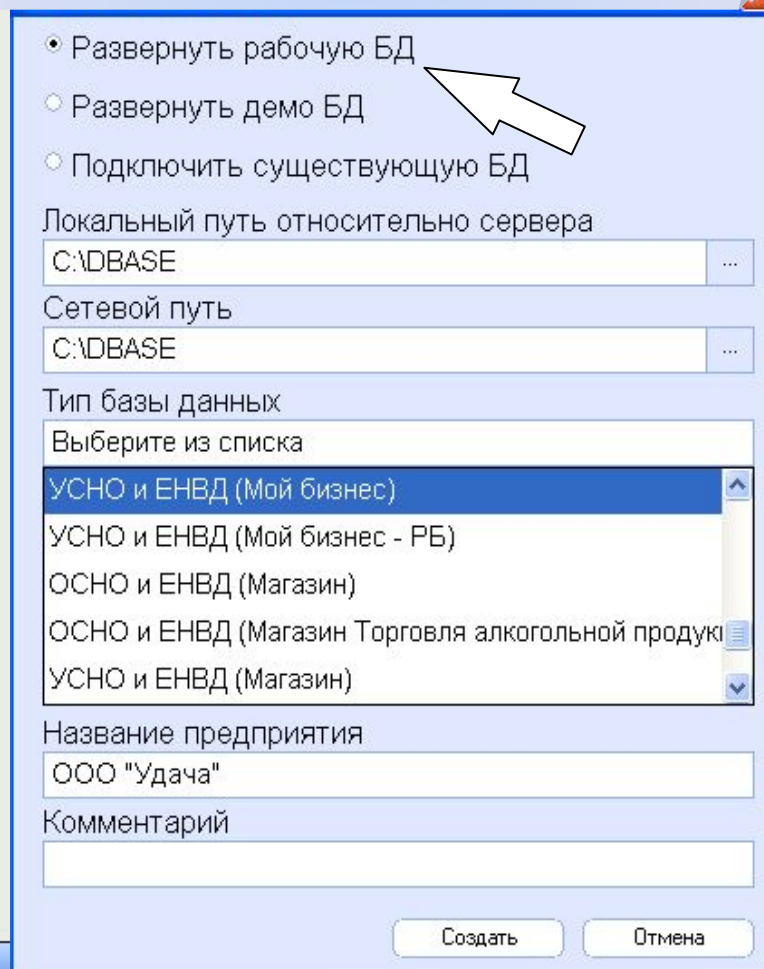 Развернуть рабочую БД
Развернуть демо БД
Подключить существующую БД
Локальный путь относительно сервера
C:\DBASE
...
Сетевой путь
C:\DBASE
...
Тип базы данных
Выберите из списка
УСНО и ЕНВД (Мой бизнес)
УСНО и ЕНВД (Мой бизнес - РБ)
ОСНО и ЕНВД (Магазин)
ОСНО и ЕНВД (Магазин Торговля алкогольной продук
УСНО и ЕНВД (Магазин)
Название предприятия
ООО "Удача"
Комментарий
Создать Отмена